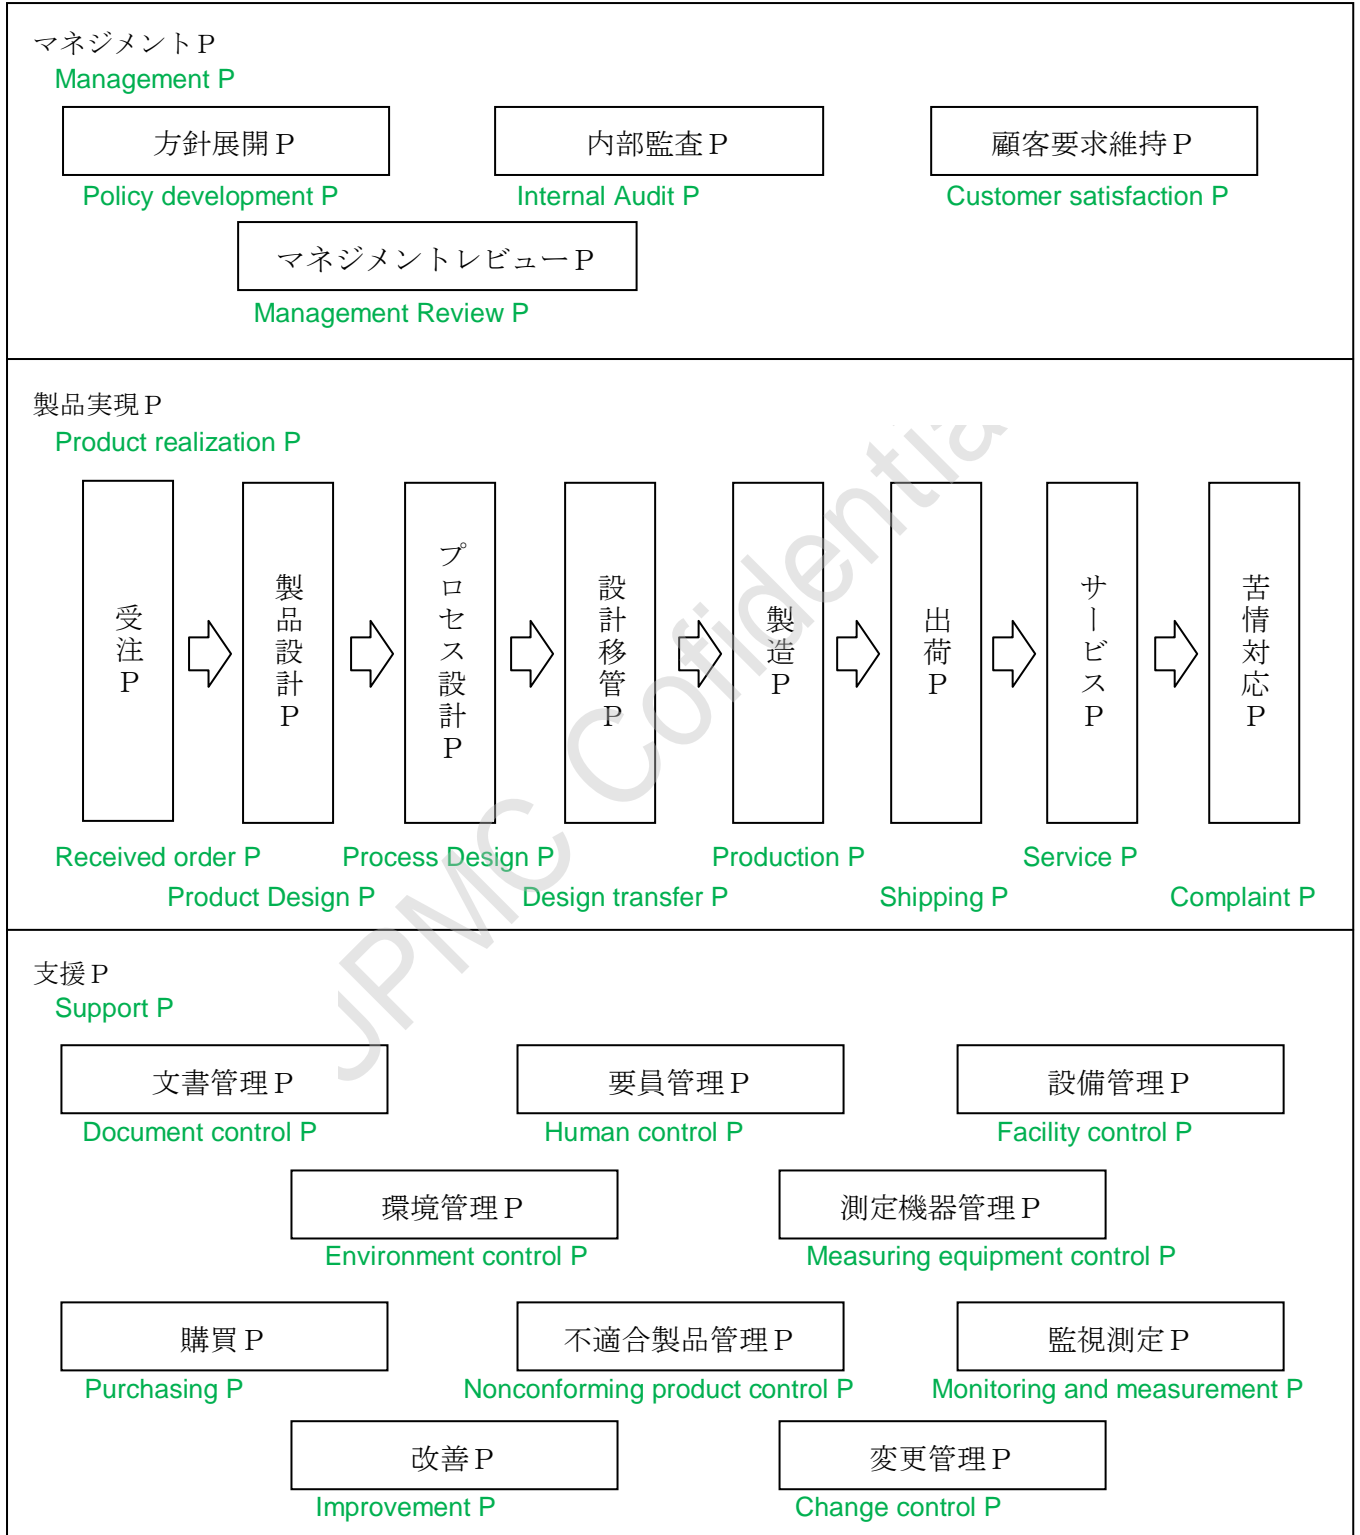 マネジメントＰ
Management P
方針展開Ｐ
内部監査Ｐ
顧客要求維持Ｐ
Policy development P
Internal Audit P
Customer satisfaction P
マネジメントレビューＰ
Management Review P
製品実現Ｐ
Product realization P
受注Ｐ
製品設計Ｐ
プロセス設計Ｐ
設計移管Ｐ
製造Ｐ
出荷Ｐ
サービスＰ
苦情対応Ｐ
Received order P
Process Design P
Production P
Service P
Product Design P
Design transfer P
Shipping P
Complaint P
支援Ｐ
Support P
文書管理Ｐ
要員管理Ｐ
設備管理Ｐ
Document control P
Human control P
Facility control P
環境管理Ｐ
測定機器管理Ｐ
Environment control P
Measuring equipment control P
購買Ｐ
不適合製品管理Ｐ
監視測定Ｐ
Purchasing P
Nonconforming product control P
Monitoring and measurement P
改善Ｐ
変更管理Ｐ
Improvement P
Change control P
JPMC Cofidentia